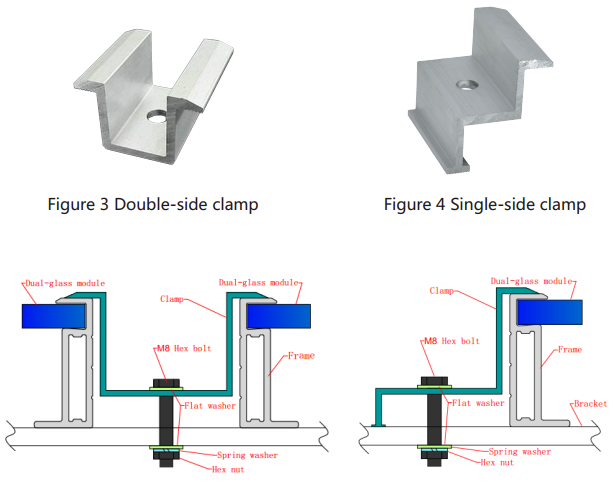 Figure 3 Double-side clamp
Figure 4 Single-side clamp
Dual-glass module
Dual-glass module
Clamp
M8 Hex bolt
Frame
Flat washer
Spring washer
Hex nut
Dual-glass module
Clamp
M8 Hex bolt
Frame
Bracket
Flat washer
Spring washer
Hex nut